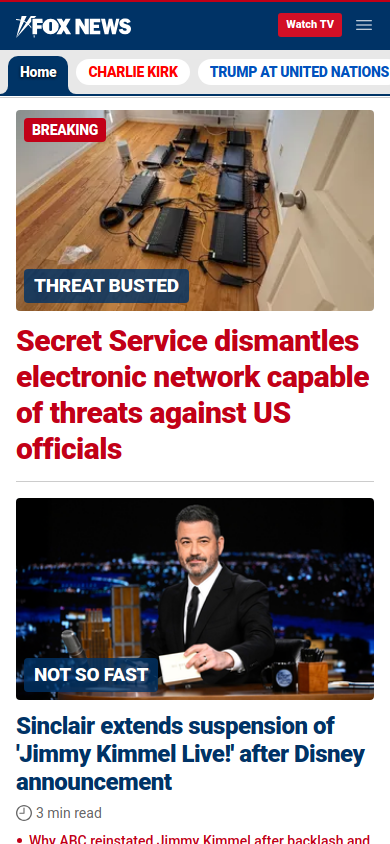 FOX NEWS
Watch TV
Home
CHARLIE KIRK
TRUMP AT UNITED NATIONS
BREAKING
THREAT BUSTED
Secret Service dismantles
electronic network capable
of threats against US
officials
NOT SO FAST
Sinclair extends suspension of
'Jimmy Kimmel Live!' after Disney
announcement
3 min read
• Why ABC reinstated Jimmy Kimmel after backlash and